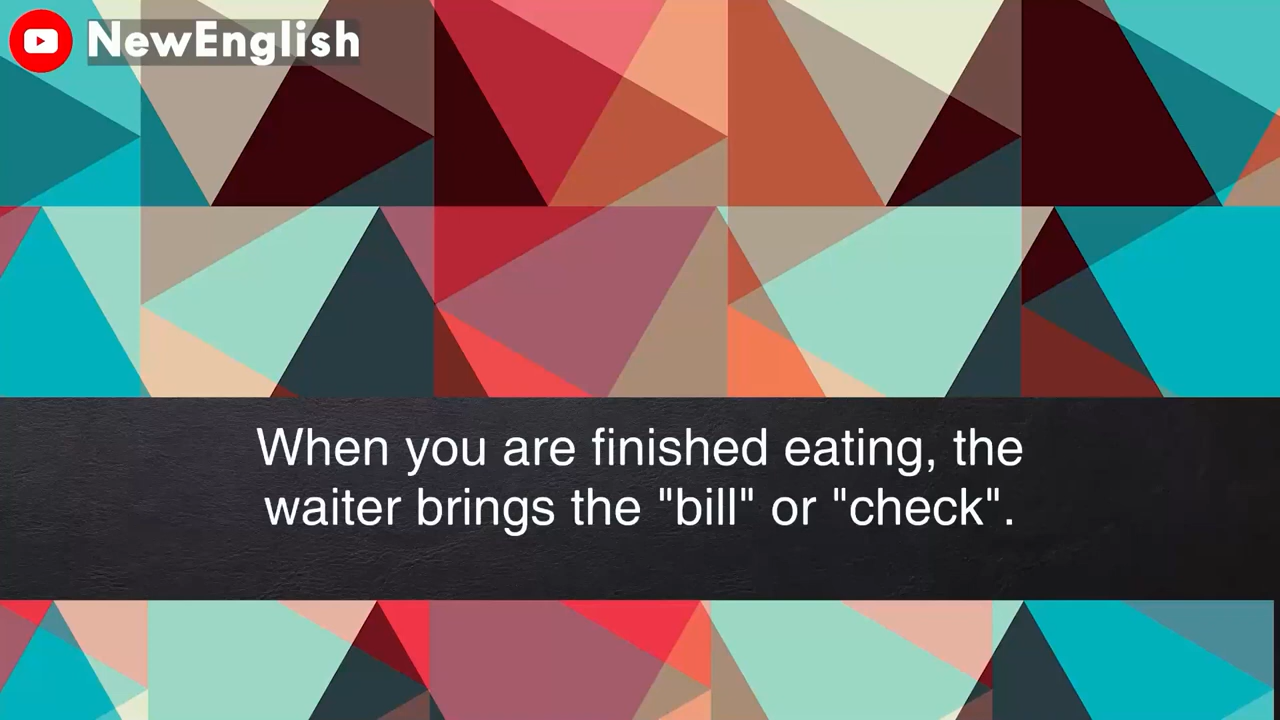 NewEnglish
When you are finished eating, the
waiter brings the "bill" or "check".